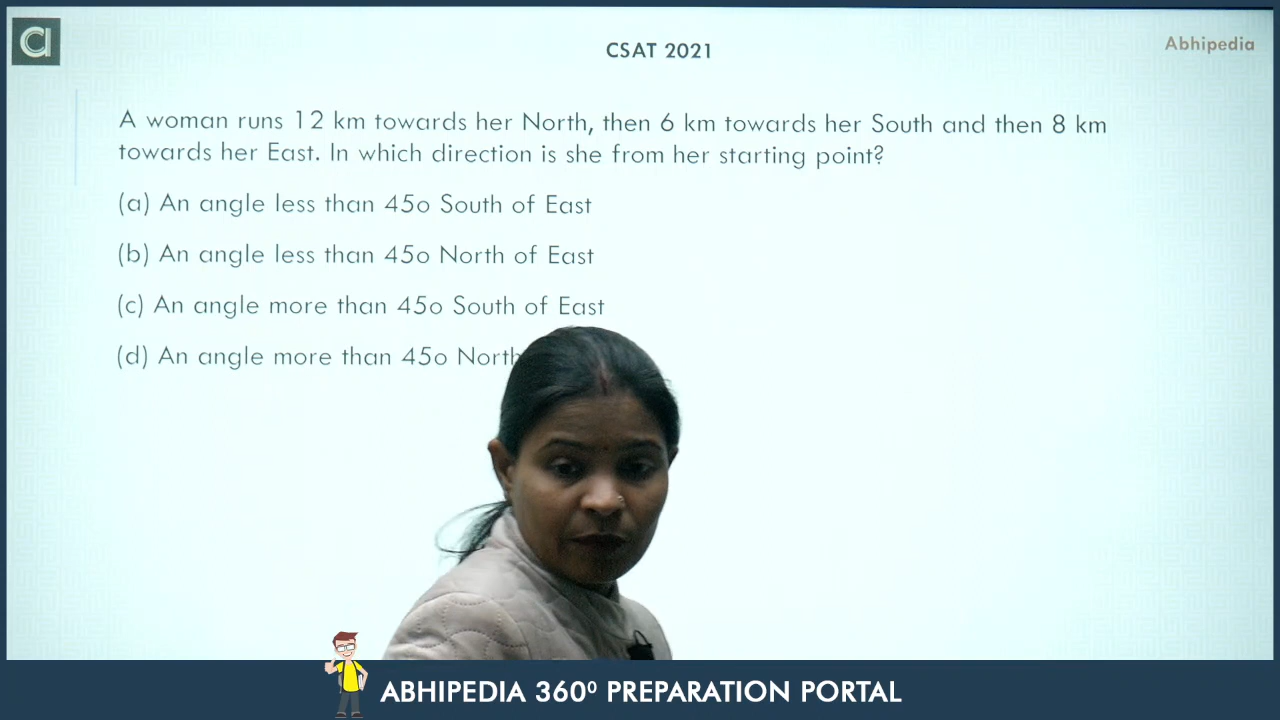 CSAT 2021
Abhipedia
A woman runs 12 km towards her North, then 6 km towards her South and then 8 km
towards her East. In which direction is she from her starting point?
(a) An angle less than 45o South of East
(b) An angle less than 45o North of East
(c) An angle more than 45o South of East
(d) An angle more than 45o North
ABHIPEDIA 360⁰ PREPARATION PORTAL